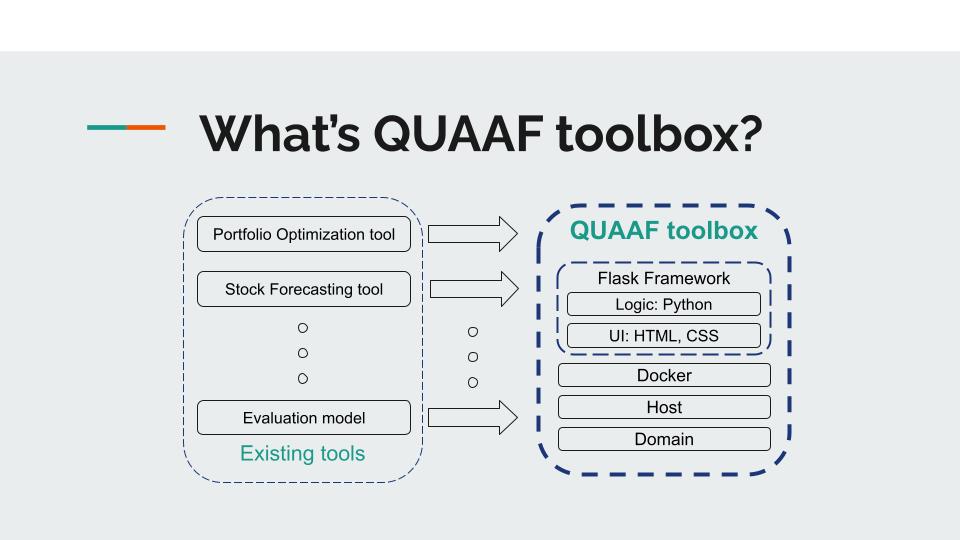 What’s QUAAF toolbox?
Portfolio Optimization tool
Stock Forecasting tool
Evaluation model
Existing tools
QUAAF toolbox
Flask Framework
Logic: Python
UI: HTML, CSS
Docker
Host
Domain